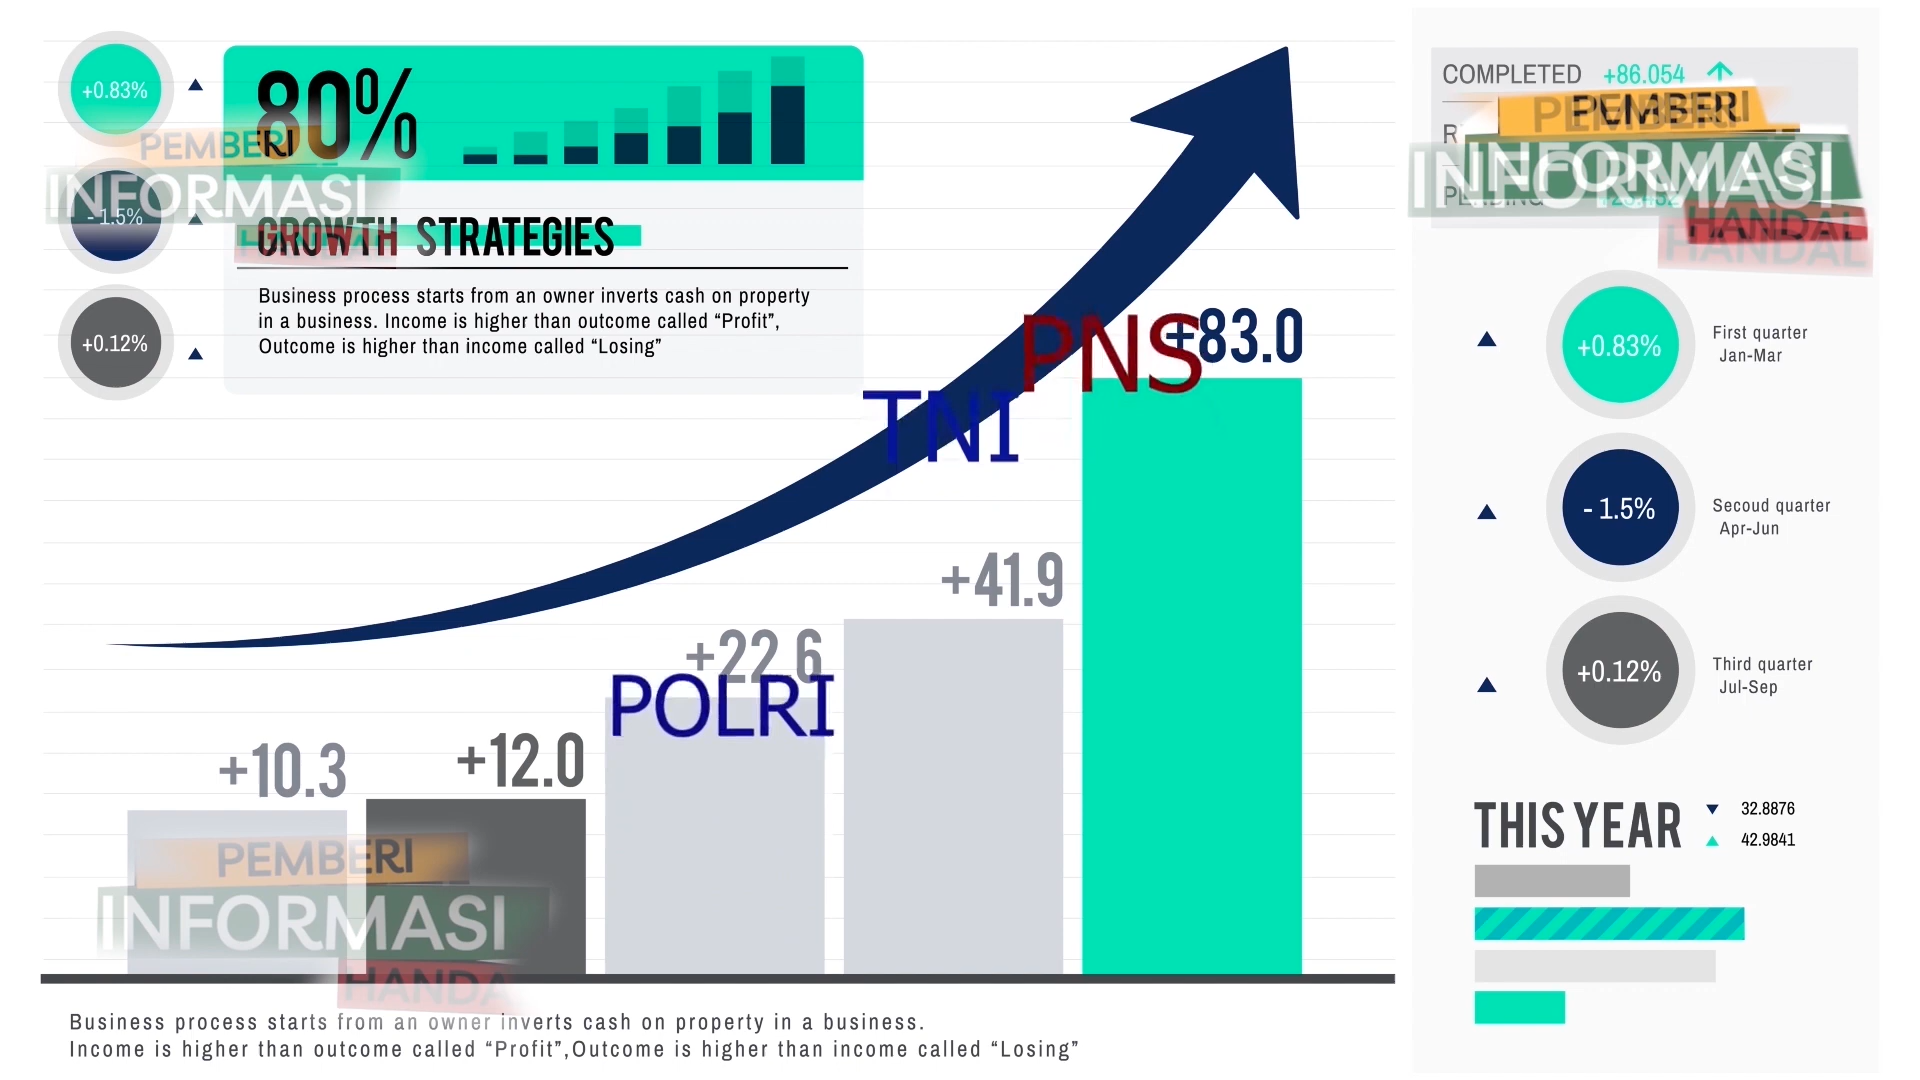 +0.83%
- 1.5%
+0.12%
80%
PEMBERI
INFORMASI
GROWTH STRATEGIES
Business process starts from an owner inverts cash on property
in a business. Income is higher than outcome called “Profit”,
Outcome is higher than income called “Losing”
COMPLETED +86.054
PEMBERI
INFORMASI
HANDAL
PNS
+83.0
TNI
+41.9
+22.6
POLRI
+12.0
+10.3
PEMBERI
INFORMASI
HANDA
Business process starts from an owner inverts cash on property in a business.
Income is higher than outcome called “Profit”,Outcome is higher than income called “Losing”
+0.83%
First quarter
Jan-Mar
- 1.5%
Secoud quarter
Apr-Jun
+0.12%
Third quarter
Jul-Sep
THIS YEAR
32.8876
42.9841